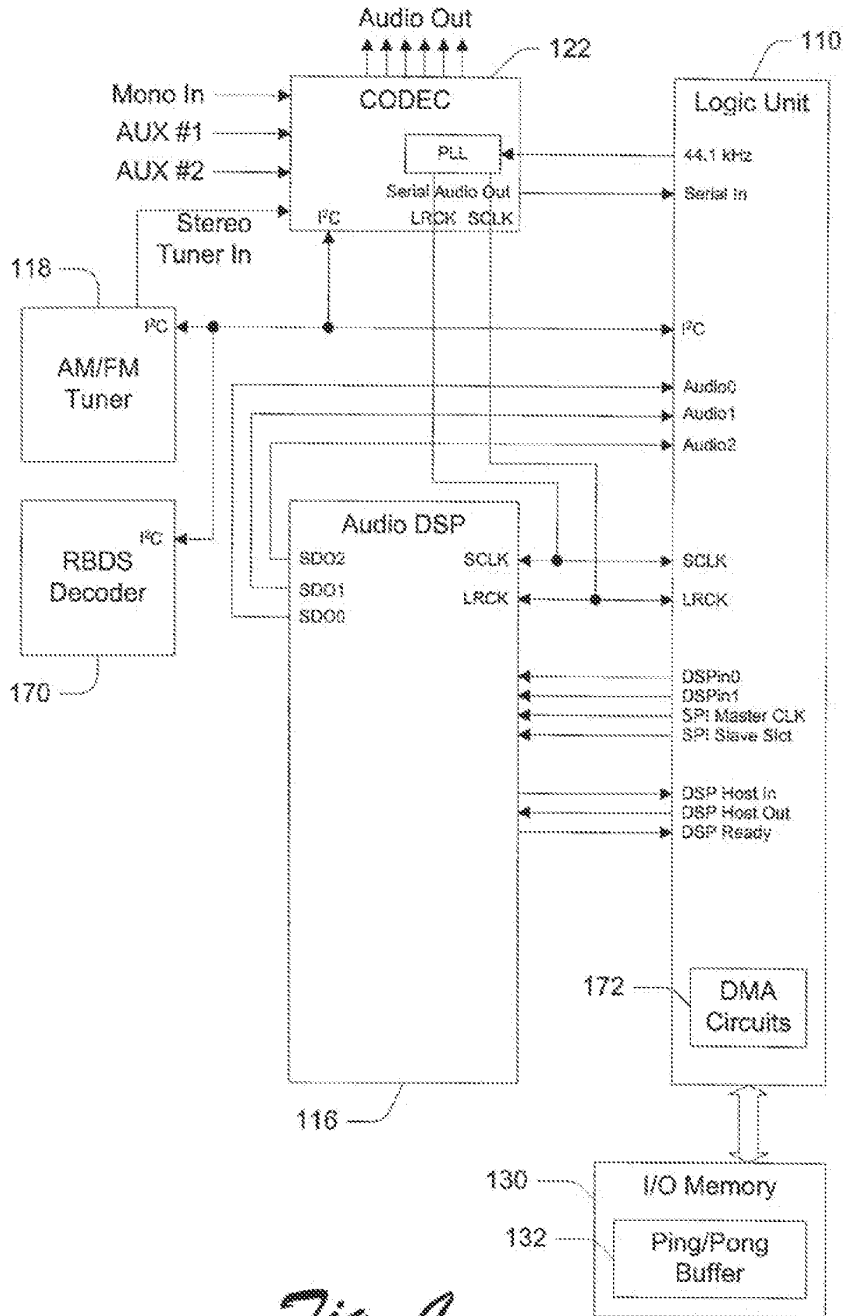 Audio Out
122
110
CODEC
Logic Unit
Mono In
AUX #1
AUX #2
PLL
44.1 kHz
Serial Audio Out
Serial In
I²C
LRCK
SCLK
Stereo
Tuner In
118
I²C
I²C
AM/FM
Tuner
Audio0
Audio1
Audio2
Audio DSP
I²C
RBDS
Decoder
SDO2
SDO1
SDO0
SCLK
LRCK
SCLK
LRCK
170
DSPin0
DSPin1
SPI Master CLK
SPI Slave Slct
DSP Host In
DSP Host Out
DSP Ready
172
DMA
Circuits
116
130
I/O Memory
132
Ping/Pong
Buffer